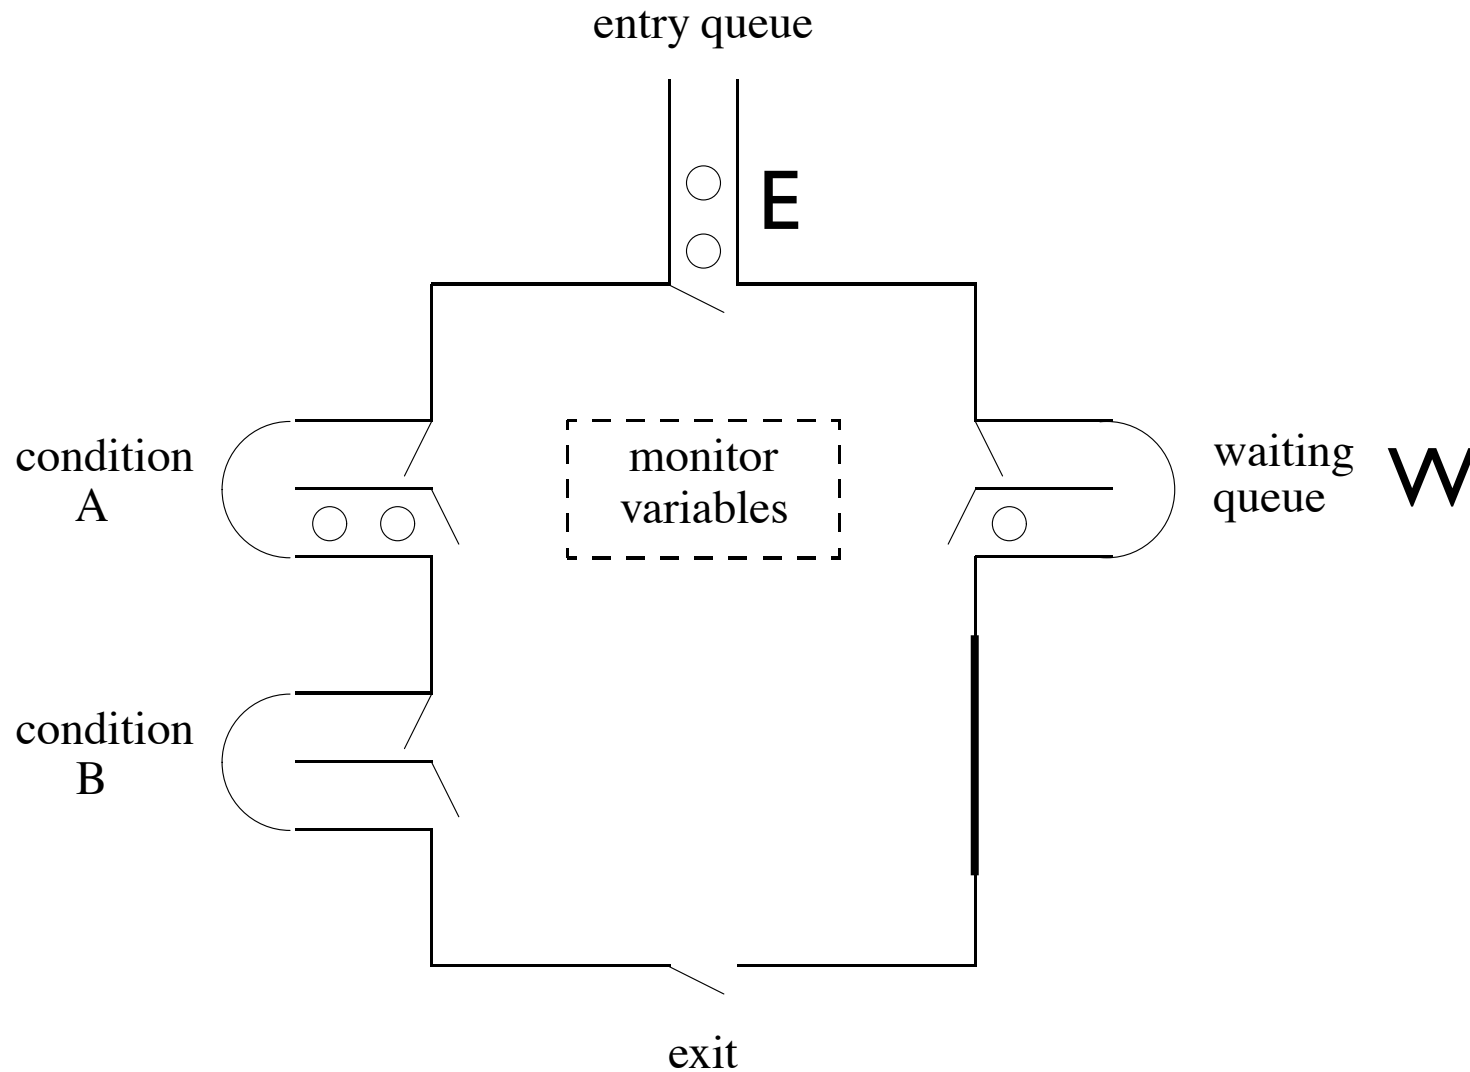 entry queue
E
condition
A
monitor
variables
waiting
queue
W
condition
B
exit